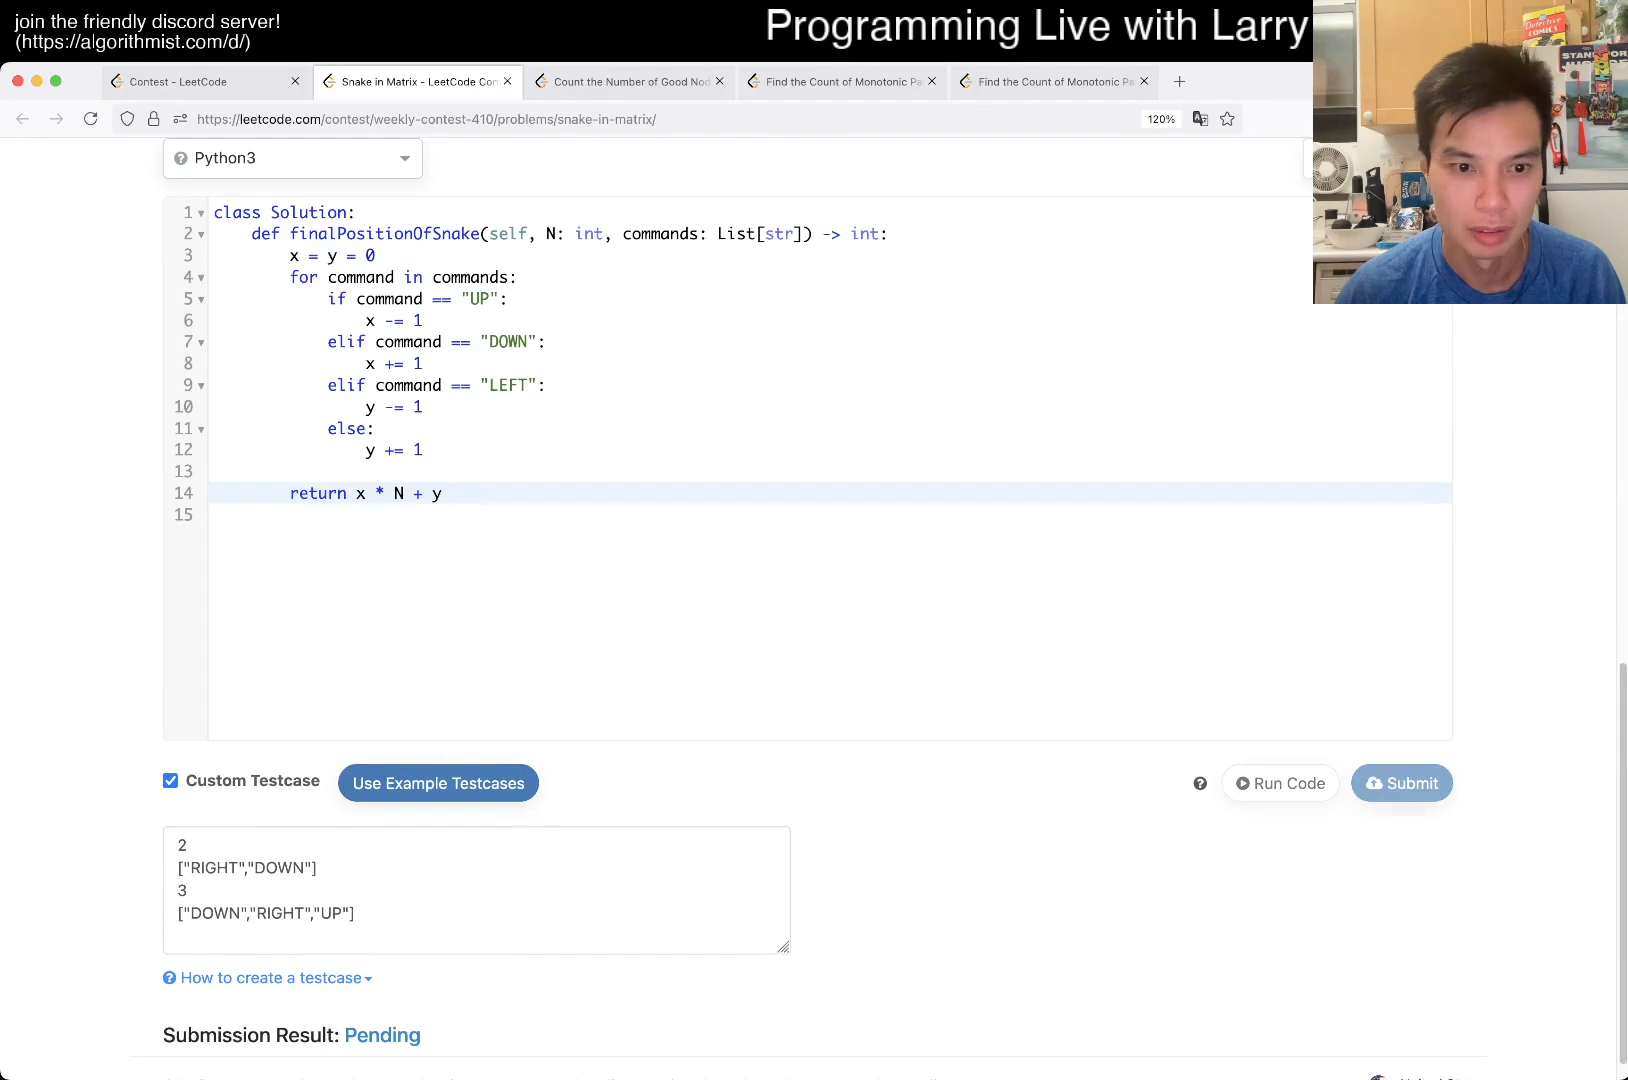 join the friendly discord server!
(https://algorithmist.com/d/)
Programming Live with Larry
Contest - LeetCode
Snake in Matrix - LeetCode Con
Count the Number of Good Nod
Find the Count of Monotonic Pa
Find the Count of Monotonic Pa
https://leetcode.com/contest/weekly-contest-410/problems/snake-in-matrix/
120%
Python3
1 class Solution:
2 def finalPositionOfSnake(self, N: int, commands: List[str]) -> int:
3 x = y = 0
4 for command in commands:
5 if command == "UP":
6 x -= 1
7 elif command == "DOWN":
8 x += 1
9 elif command == "LEFT":
10 y -= 1
11 else:
12 y += 1
13
14 return x * N + y
15
Custom Testcase
Use Example Testcases
Run Code
Submit
2
["RIGHT","DOWN"]
3
["DOWN","RIGHT","UP"]
How to create a testcase
Submission Result: Pending